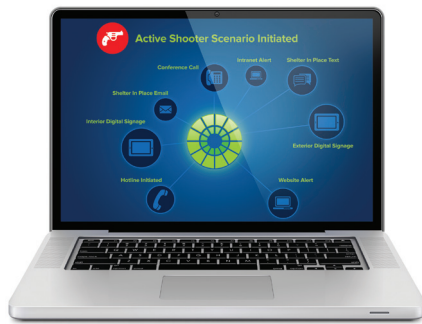 Active Shooter Scenario Initiated
Conference Call
Intranet Alert
Shelter In Place Text
Shelter In Place Email
Interior Digital Signage
Exterior Digital Signage
Hotline Initiated
Website Alert